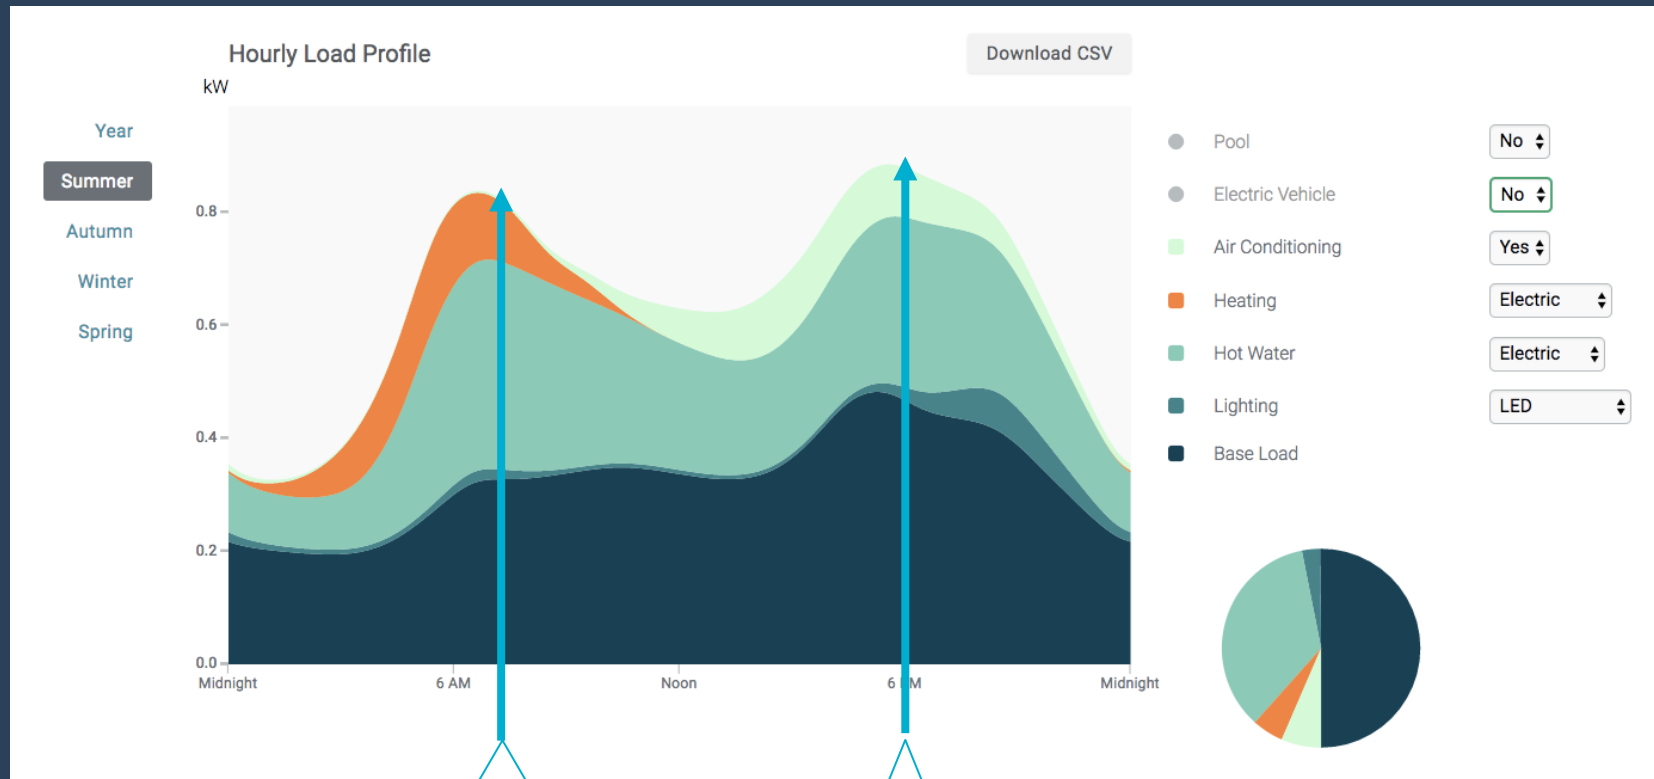 Hourly Load Profile
Download CSV
kW
Year
Summer
Autumn
Winter
Spring
0.8
0.6
0.4
0.2
0.0
Midnight
6 AM
Noon
6 M
Midnight
Pool No
Electric Vehicle No
Air Conditioning Yes
Heating Electric
Hot Water Electric
Lighting LED
Base Load